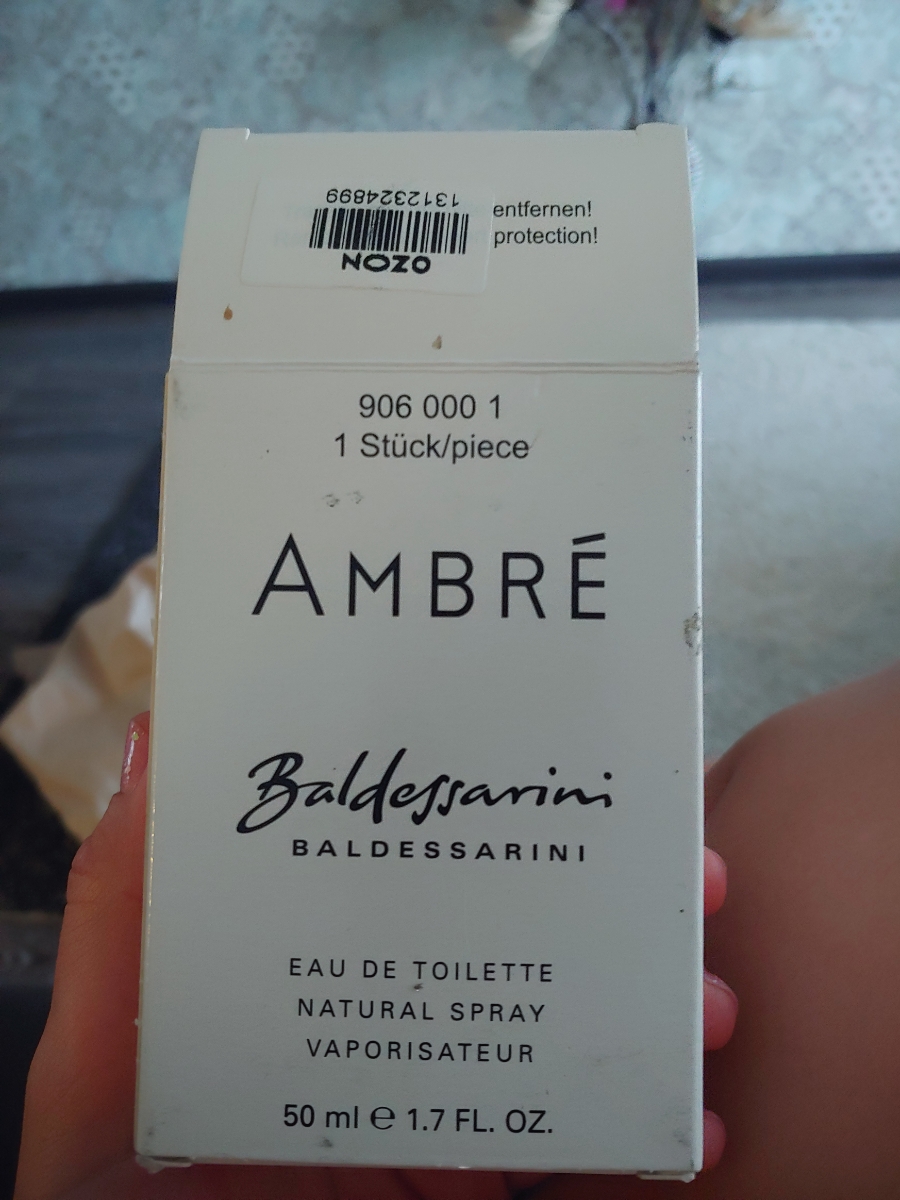 1312324899
OZON
entfernen!
protection!
906 000 1
1 Stück/piece
AMBRÉ
Baldessarini
BALDESSARINI
EAU DE TOILETTE
NATURAL SPRAY
VAPORISATEUR
50 ml ℮ 1.7 FL. OZ.